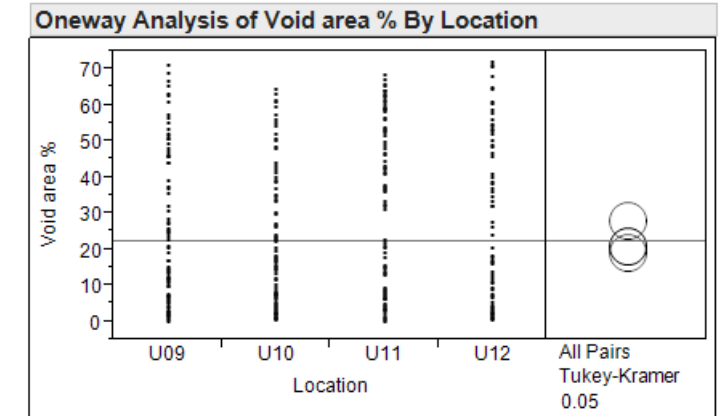 Oneway Analysis of Void area % By Location
Void area %
70
60
50
40
30
20
10
0
U09 U10 U11 U12
Location
All Pairs
Tukey-Kramer
0.05